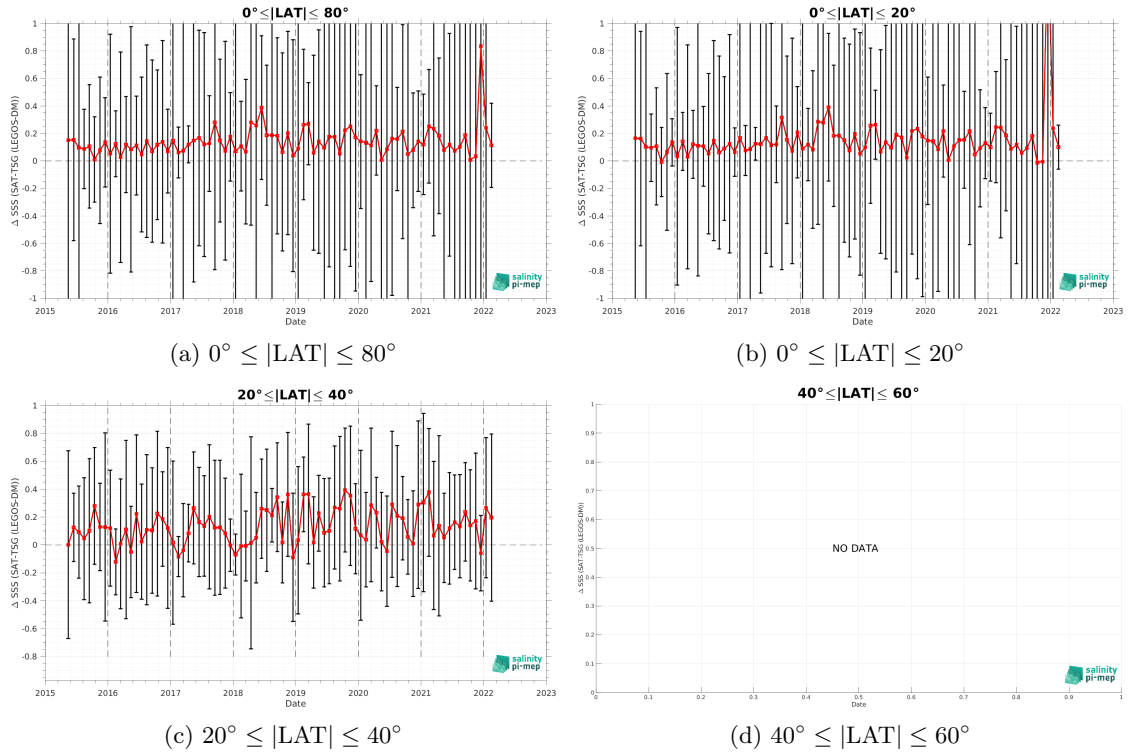 0°≤|LAT|≤ 80°
1
0.8
0.6
0.4
0.2
0
-0.2
-0.4
-0.6
-0.8
-1
Δ SSS (SAT-TSG (LEGOS-DM))
2015 2016 2017 2018 2019 2020 2021 2022 2023
Date
salinity
pi-mep
(a) 0° ≤ |LAT| ≤ 80°
0°≤|LAT|≤ 20°
1
0.8
0.6
0.4
0.2
0
-0.2
-0.4
-0.6
-0.8
-1
Δ SSS (SAT-TSG (LEGOS-DM))
2015 2016 2017 2018 2019 2020 2021 2022 2023
Date
salinity
pi-mep
(b) 0° ≤ |LAT| ≤ 20°
20°≤|LAT|≤ 40°
1
0.8
0.6
0.4
0.2
0
-0.2
-0.4
-0.6
-0.8
Δ SSS (SAT-TSG (LEGOS-DM))
2015 2016 2017 2018 2019 2020 2021 2022 2023
Date
salinity
pi-mep
(c) 20° ≤ |LAT| ≤ 40°
40°≤|LAT|≤ 60°
1
0.9
0.8
0.7
0.6
0.5
0.4
0.3
0.2
0.1
0
Δ SSS (SAT-TSG (LEGOS-DM))
NO DATA
0 0.1 0.2 0.3 0.4 0.5 0.6 0.7 0.8 0.9 1
Date
salinity
pi-mep
(d) 40° ≤ |LAT| ≤ 60°